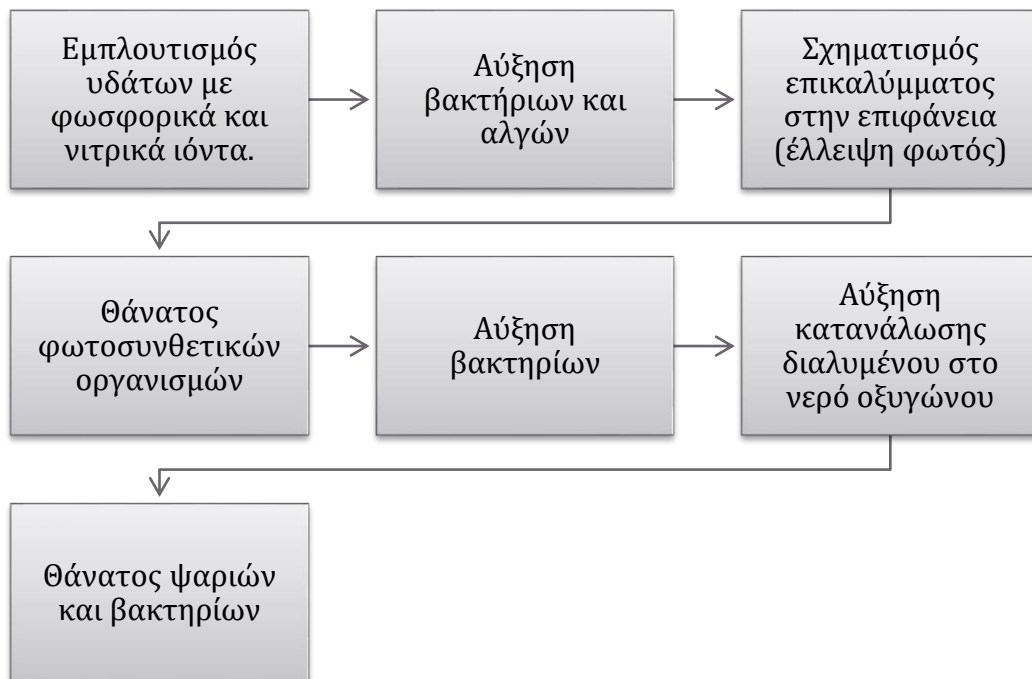 Εμπλουτισμός
υδάτων με
φωσφορικά και
νιτρικά ιόντα.
Αύξηση
βακτήριων και
αλγών
Σχηματισμός
επικαλύμματος
στην επιφάνεια
(έλλειψη φωτός)
Θάνατος
φωτοσυνθετικών
οργανισμών
Αύξηση
βακτηρίων
Αύξηση
κατανάλωσης
διαλυμένου στο
νερό οξυγώνου
Θάνατος ψαριών
και βακτηρίων